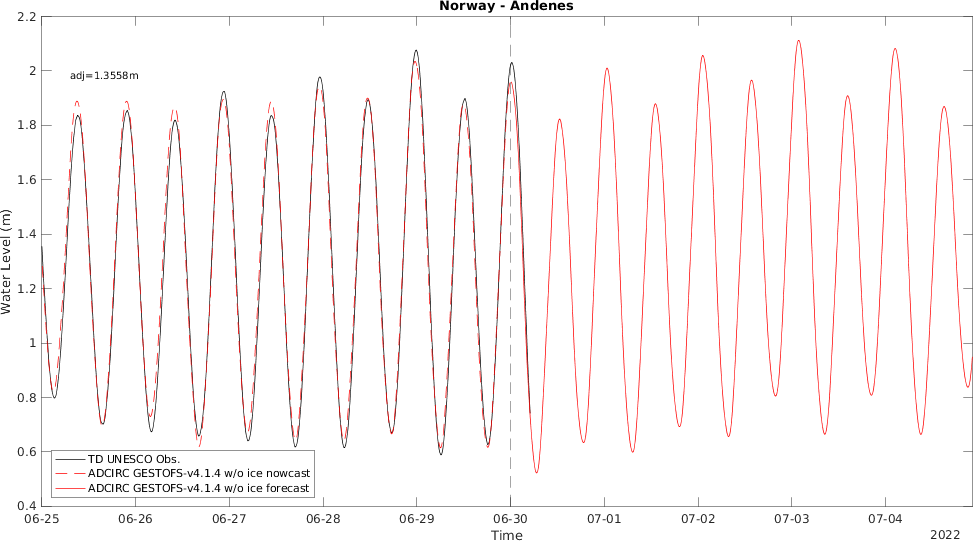 Norway - Andenes
2.2
2
1.8
1.6
1.4
1.2
1
0.8
0.6
0.4
Water Level (m)
adj=1.3558m
TD UNESCO Obs.
ADCIRC GESTOFS-v4.1.4 w/o ice nowcast
ADCIRC GESTOFS-v4.1.4 w/o ice forecast
06-25 06-26 06-27 06-28 06-29 06-30 07-01 07-02 07-03 07-04
Time
2022